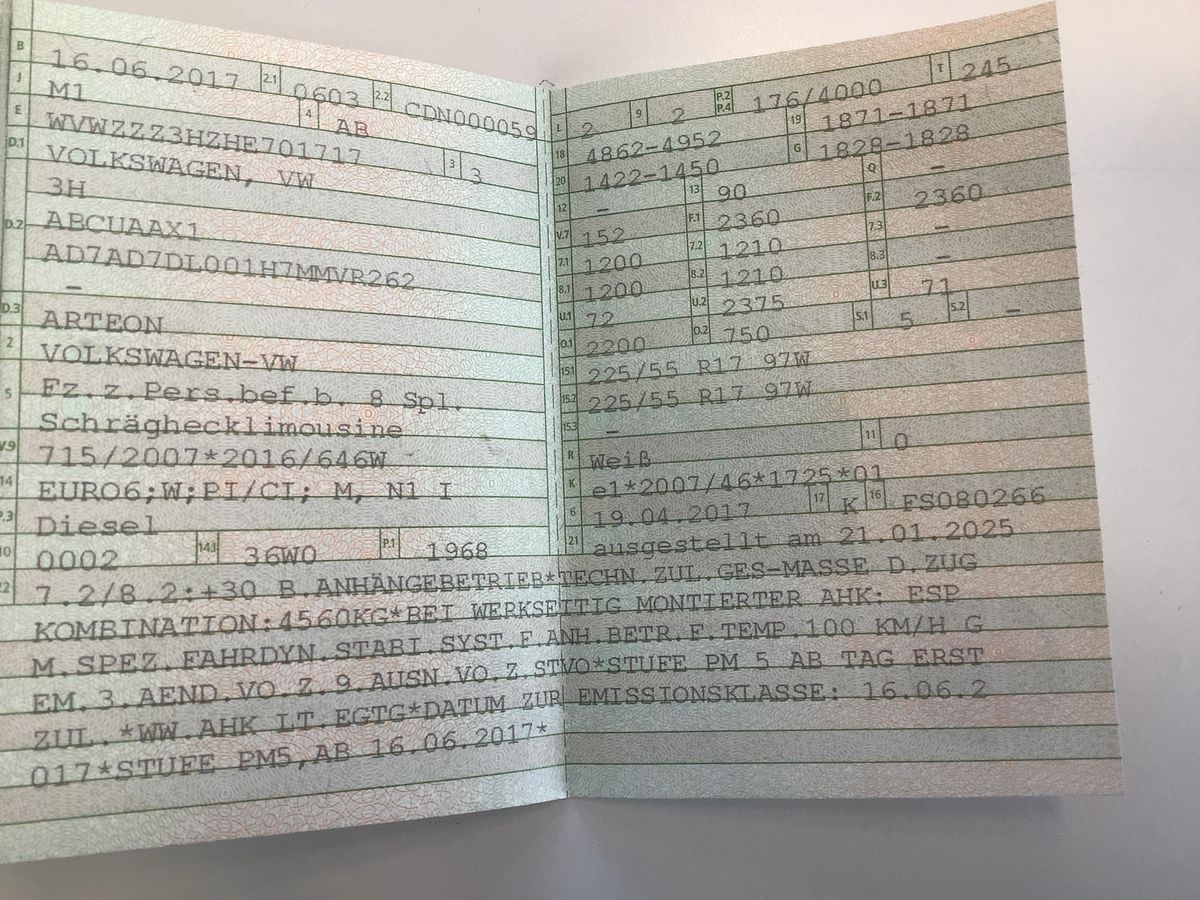 B 16.06.2017 2.1 0603 2.2 CDN000059
J M1 4 AB
E WVWZZZ3HZHE701717 3 3
D.1 VOLKSWAGEN, VW
3H
D.2 ABCUAAX1
AD7AD7DL001H7MMVR262
–
D.3 ARTEON
2 VOLKSWAGEN-VW
5 Fz.z.Pers.bef.b. 8 Spl.
Schräghecklimousine
V.9 715/2007*2016/646W
14 EURO6;W;PI/CI; M, N1 I
P.3 Diesel
10 0002 14.1 36W0 P.1 1968
L 2 9 2 P.2 P.4 176/4000 T 245
18 4862-4952 19 1871-1871
20 1422-1450 G 1828-1828
12 – 13 90 Q –
V.7 152 F.1 2360 F.2 2360
7.1 1200 7.2 1210 7.3 –
8.1 1200 8.2 1210 8.3 –
U.1 72 U.2 2375 U.3 71
O.1 2200 O.2 750 S.1 5 S.2 –
15.1 225/55 R17 97W
15.2 225/55 R17 97W
15.3 –
R Weiß 11 0
K e1*2007/46*1725*01
6 19.04.2017 17 K 16 FS080266
21 ausgestellt am 21.01.2025
22 7.2/8.2:+30 B.ANHÄNGEBETRIEB*TECHN.ZUL.GES-MASSE D.ZUG
KOMBINATION:4560KG*BEI WERKSEITIG MONTIERTER AHK: ESP
M.SPEZ.FAHRDYN.STABI.SYST.F.ANH.BETR.F.TEMP.100 KM/H G
EM.3.AEND.VO.Z.9.AUSN.VO.Z.STVO*STUFE PM 5 AB TAG ERST
ZUL.*WW.AHK LT.EGTG*DATUM ZUR EMISSIONSKLASSE: 16.06.2
017*STUFE PM5,AB 16.06.2017*